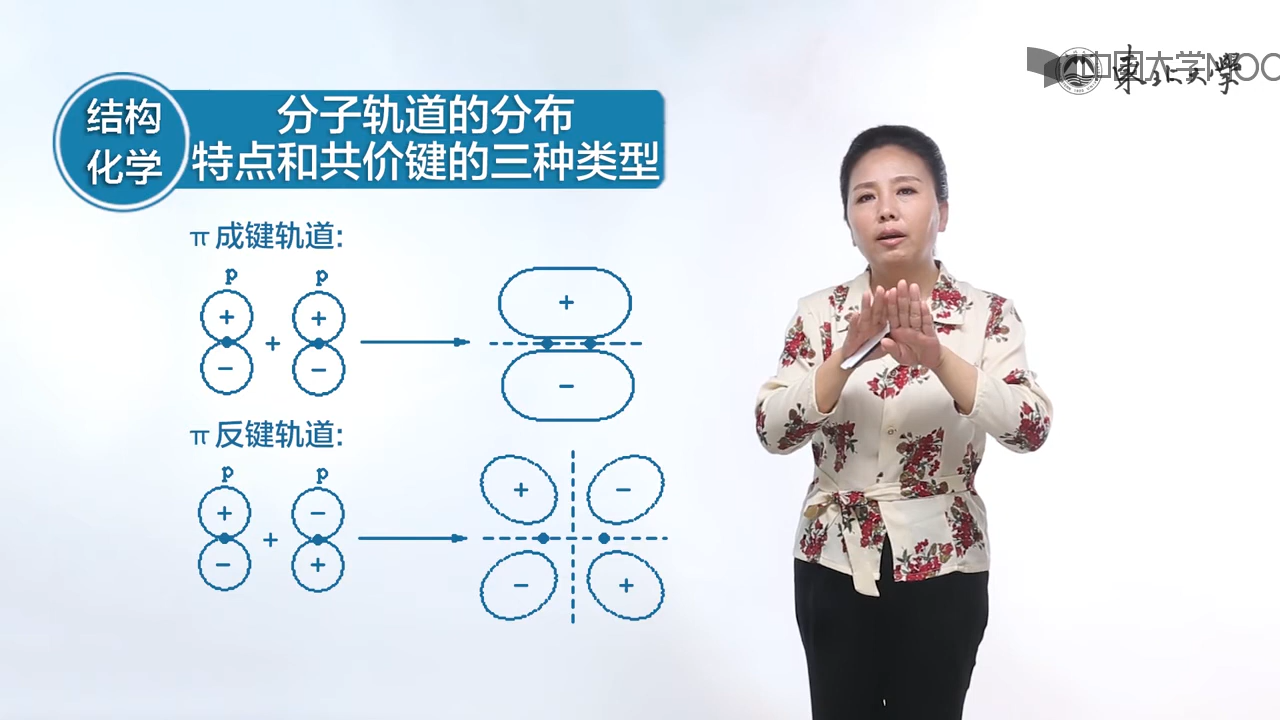 中国大学MOOC
東北大學
结构
化学
分子轨道的分布
特点和共价键的三种类型
π成键轨道:
p p
+ + +
- - -
π反键轨道:
p p
+ - + -
+
- + - +